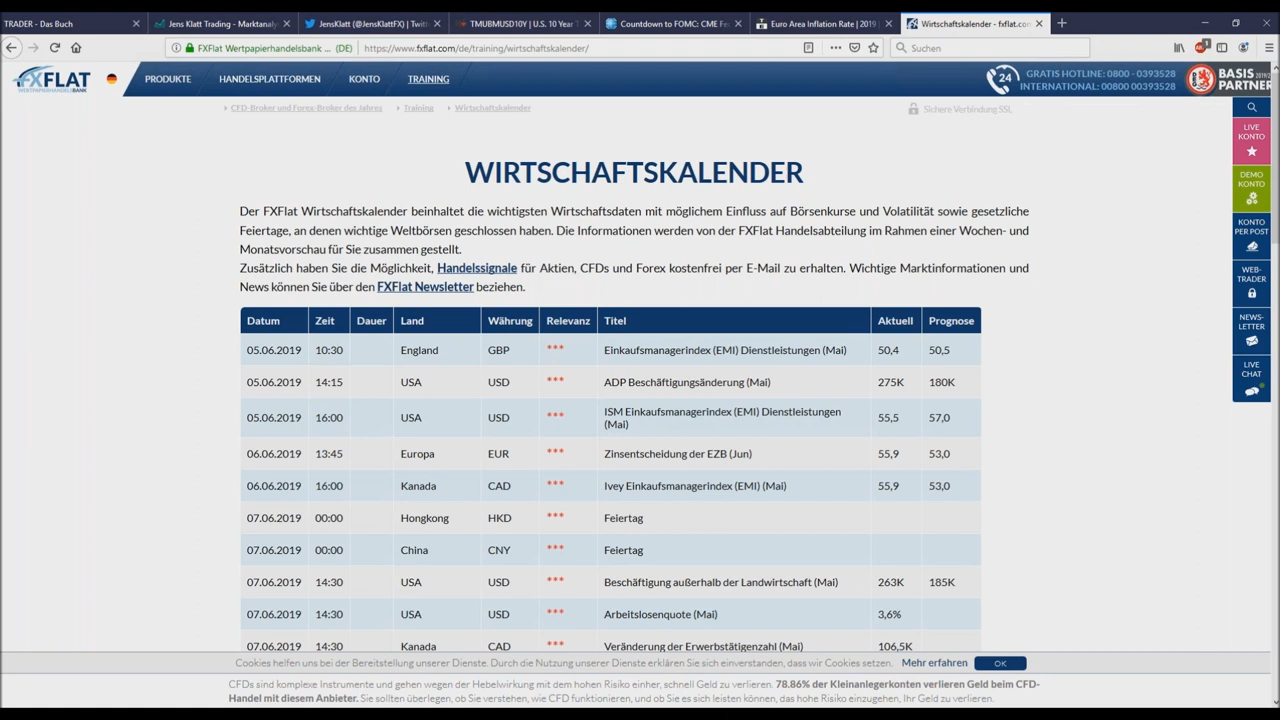 TRADER - Das Buch
Jens Klatt Trading - Marktanaly
JensKlatt (@JensKlattFX) | Twitt
TMUBMUSD10Y | U.S. 10 Year T
Countdown to FOMC: CME Fe
Euro Area Inflation Rate | 2019 |
Wirtschaftskalender - fxflat.com
FXFlat Wertpapierhandelsbank ... (DE)
https://www.fxflat.com/de/training/wirtschaftskalender/
Suchen
FXFLAT
WERTPAPIERHANDELSBANK
PRODUKTE
HANDELSPLATTFORMEN
KONTO
TRAINING
24
GRATIS HOTLINE: 0800 - 0393528
INTERNATIONAL: 00800 00393528
BASIS
PARTNER
CFD-Broker und Forex-Broker des Jahres
Training
Wirtschaftskalender
Sichere Verbindung SSL
LIVE
KONTO
DEMO
KONTO
KONTO
PER POST
WEB-
TRADER
NEWS-
LETTER
LIVE
CHAT
WIRTSCHAFTSKALENDER
Der FXFlat Wirtschaftskalender beinhaltet die wichtigsten Wirtschaftsdaten mit möglichem Einfluss auf Börsenkurse und Volatilität sowie gesetzliche
Feiertage, an denen wichtige Weltbörsen geschlossen haben. Die Informationen werden von der FXFlat Handelsabteilung im Rahmen einer Wochen- und
Monatsvorschau für Sie zusammen gestellt.
Zusätzlich haben Sie die Möglichkeit, Handelssignale für Aktien, CFDs und Forex kostenfrei per E-Mail zu erhalten. Wichtige Marktinformationen und
News können Sie über den FXFlat Newsletter beziehen.
Datum Zeit Dauer Land Währung Relevanz Titel Aktuell Prognose
05.06.2019 10:30 England GBP *** Einkaufsmanagerindex (EMI) Dienstleistungen (Mai) 50,4 50,5
05.06.2019 14:15 USA USD *** ADP Beschäftigungsänderung (Mai) 275K 180K
05.06.2019 16:00 USA USD *** ISM Einkaufsmanagerindex (EMI) Dienstleistungen
(Mai) 55,5 57,0
06.06.2019 13:45 Europa EUR *** Zinsentscheidung der EZB (Jun) 55,9 53,0
06.06.2019 16:00 Kanada CAD *** Ivey Einkaufsmanagerindex (EMI) (Mai) 55,9 53,0
07.06.2019 00:00 Hongkong HKD *** Feiertag
07.06.2019 00:00 China CNY *** Feiertag
07.06.2019 14:30 USA USD *** Beschäftigung außerhalb der Landwirtschaft (Mai) 263K 185K
07.06.2019 14:30 USA USD *** Arbeitslosenquote (Mai) 3,6%
07.06.2019 14:30 Kanada CAD *** Veränderung der Erwerbstätigenzahl (Mai) 106,5K
Cookies helfen uns bei der Bereitstellung unserer Dienste. Durch die Nutzung unserer Dienste erklären Sie sich einverstanden, dass wir Cookies setzen. Mehr erfahren OK
CFDs sind komplexe Instrumente und gehen wegen der Hebelwirkung mit dem hohen Risiko einher, schnell Geld zu verlieren. 78.86% der Kleinanlegerkonten verlieren Geld beim CFD-
Handel mit diesem Anbieter. Sie sollten überlegen, ob Sie verstehen, wie CFD funktionieren, und ob Sie es sich leisten können, das hohe Risiko einzugehen, Ihr Geld zu verlieren.